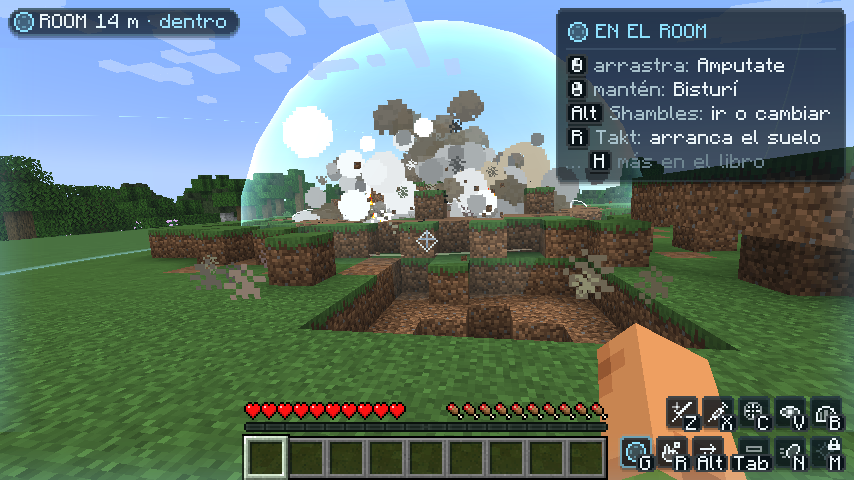 ROOM 14 m · dentro
EN EL ROOM
arrastra: Amputate
mantén: Bisturí
Alt Shambles: ir o cambiar
R Takt: arranca el suelo
... H más en el libro
Z X C V B
G R Alt Tab N M